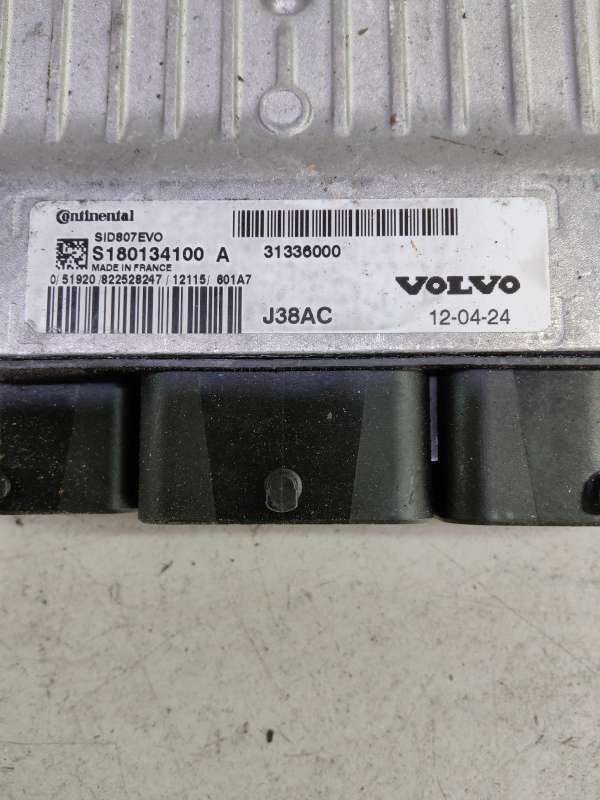 Continental
SID807EVO
S180134100 A
MADE IN FRANCE
0/51920/822528247/12115/601A7
31336000
J38AC
VOLVO
12-04-24